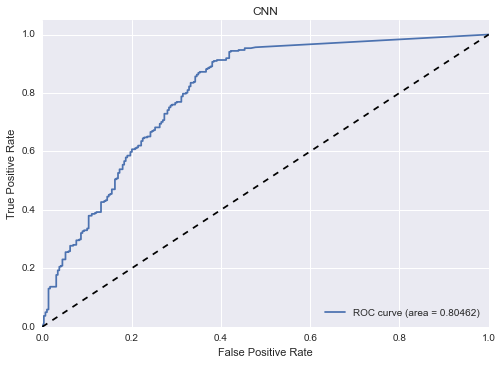 CNN
True Positive Rate
1.0
0.8
0.6
0.4
0.2
0.0
ROC curve (area = 0.80462)
0.0 0.2 0.4 0.6 0.8 1.0
False Positive Rate